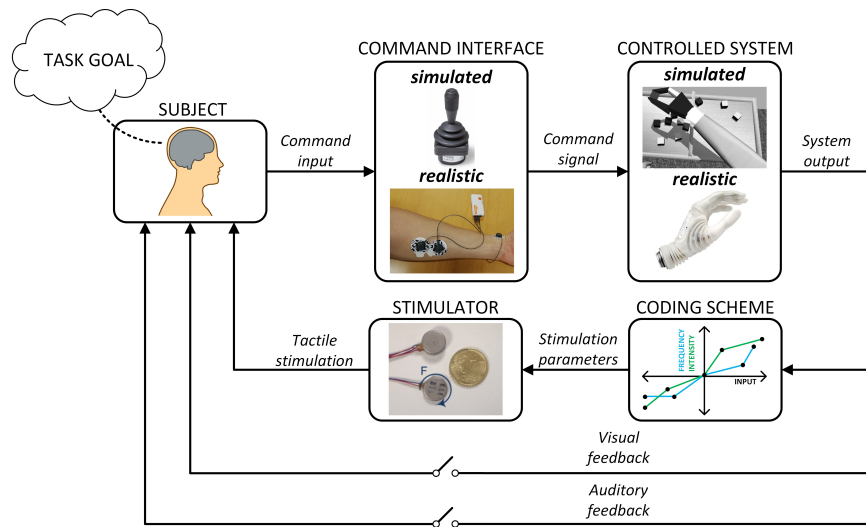 TASK GOAL
SUBJECT
COMMAND INTERFACE
CONTROLLED SYSTEM
simulated
simulated
Command
input
Command
signal
System
output
realistic
realistic
STIMULATOR
CODING SCHEME
Tactile
stimulation
F
Stimulation
parameters
FREQUENCY
INTENSITY
INPUT
Visual
feedback
Auditory
feedback